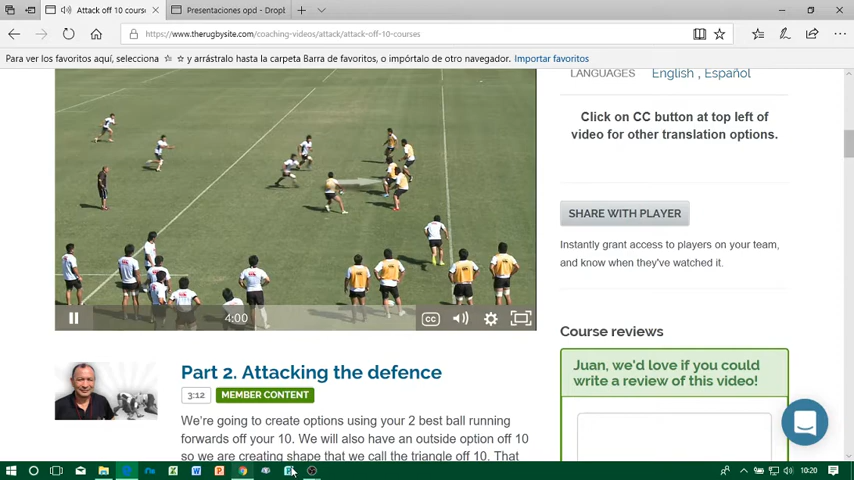 Attack off 10 cours
Presentaciones opd - Dropl
https://www.therugbysite.com/coaching-videos/attack/attack-off-10-courses
Para ver los favoritos aquí, selecciona y arrástralo hasta la carpeta Barra de favoritos, o impórtalo de otro navegador. Importar favoritos
LANGUAGES English , Español
Click on CC button at top left of
video for other translation options.
SHARE WITH PLAYER
Instantly grant access to players on your team,
and know when they've watched it.
4:00
CC
Course reviews
Juan, we'd love if you could
write a review of this video!
Part 2. Attacking the defence
3:12 MEMBER CONTENT
We're going to create options using your 2 best ball running
forwards off your 10. We will also have an outside option off 10
so we are creating shape that we call the triangle off 10. That
10:20